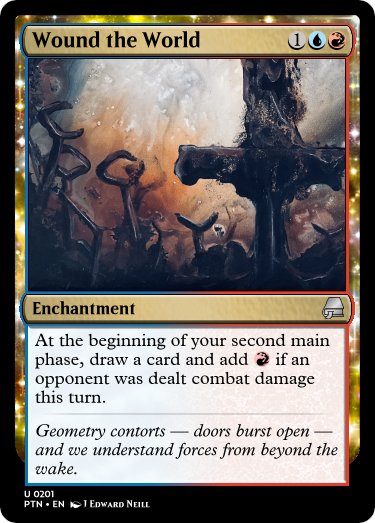 Wound the World 1
Enchantment
At the beginning of your second main
phase, draw a card and add if an
opponent was dealt combat damage
this turn.
Geometry contorts — doors burst open —
and we understand forces from beyond the
wake.
U 0201
PTN • EN J EDWARD NEILL